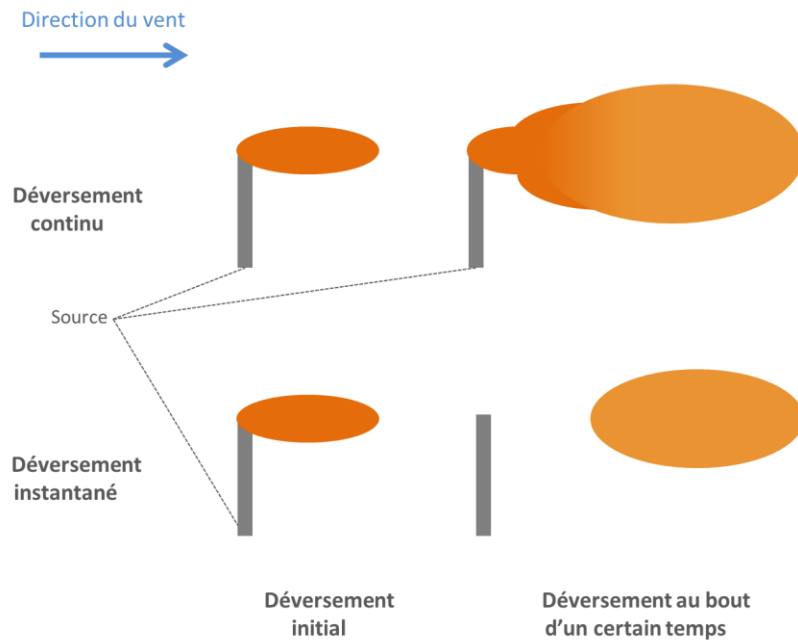 Direction du vent
Déversement
continu
Source
Déversement
instantané
Déversement
initial
Déversement au bout
d'un certain temps